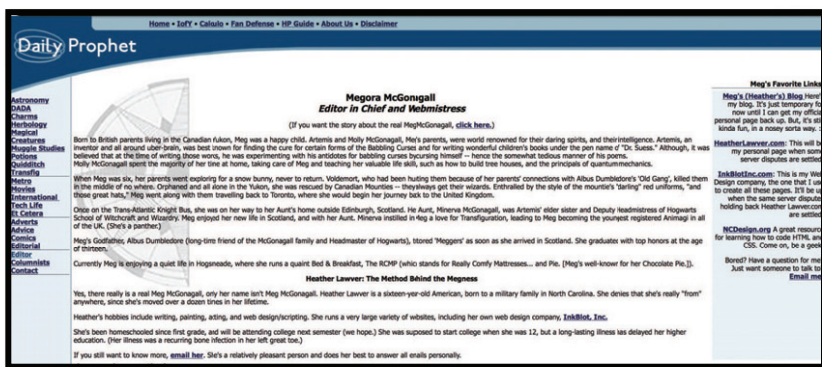 Home • IofY • Calculo • Fan Defense • HP Guide • About Us • Disclaimer
Daily Prophet
Astronomy
DADA
Charms
Herbology
Magical
Creatures
Muggle Studies
Potions
Quidditch
Transfig
Metro
Movies
International
Tech Life
Et Cetera
Adverts
Advice
Comics
Editorial
Editor
Columnists
Contact
Megora McGonigall
Editor in Chief and Webmistress
(If you want the story about the real MegMcGonagall, click here.)
Born to British parents living in the Canadian Yukon, Meg was a happy child. Artemis and Molly McGonigall, Meg's parents, were world renowned for their daring spirits, and their intelligence. Artemis, an
inventor and all around uber-brain, was best known for finding the cure for certain forms of the Babbling Curses and for writing wonderful children's books under the pen name of "Dr. Suess." Although, it was
believed that at the time of writing those wors, he was experimenting with his antidotes for babbling curses bycursing himself -- hence the somewhat tedious manner of his poems.
Molly McGonigall spent the majority of her time at home, taking care of Meg and teaching her valuable life skill, such as how to build tree houses, and the principals of quantummechanics.
When Meg was six, her parents went exploring for a snow bunny, never to return. Voldemort, who had been huting them because of her parents' connections with Albus Dumbledore's 'Old Gang', killed them
in the middle of no where. Orphaned and all alone in the Yukon, she was rescued by Canadian Mounties -- theyslways get their wizards. Enthralled by the style of the mountie's "darling" red uniforms, "and
those great hats," Meg went along with them travelling back to Toronto, where she would begin her jourcey back to the United Kingdom.
Once on the Trans-Atlantic Knight Bus, she was on her way to her Aunt's home outside Edinburgh, Scotland. He Aunt, Minerva McGonagall, was Artemis' elder sister and Deputy Headmistress of Hogwarts
School of Witchcraft and Wizardry. Meg enjoyed her new life in Scotland, and with her Aunt. Minerva instilled in Meg a love for Transfiguration, leading to Meg becoming the youngest registered Animagi in all
of the UK. (She's a panther.)
Meg's Godfather, Albus Dumbledore (long-time friend of the McGonagall family and Headmaster of Hogwarts), tored 'Meggers' as soon as she arrived in Scotland. She graduates with top honors at the age
of thirteen.
Currently Meg is enjoying a quiet life in Hogsneade, where she runs a quaint Bed & Breakfast, The RCMP (whic stands for Really Comfy Mattresses... and Pie. [Meg's well-known for her Chocolate Pie.]).
Heather Lawver: The Method Behind the Megness
Yes, there really is a real Meg McGonagall, only her name isn't Meg McGonagall. Heather Lawver is a sixteen-year-old American, born to a military family in North Carolina. She denies that she's really "from"
anywhere, since she's moved over a dozen times in her lifetime.
Heather's hobbies include writing, painting, acting, and web design/scripting. She runs a very large variety of websites, including her own web design company, InkBlot, Inc.
She's been homeschooled since first grade, and will be attending college next semester (we hope.) She was suposed to start college when she was 12, but a long-lasting illness las delayed her higher
education. (Her illness was a recurring bone infection in her left great toe.)
If you still want to know more, email her. She's a relatively pleasant person and does her best to answer all emails personally.
Meg's Favorite Links
Meg's (Heather's) Blog Here'
my blog. It's just temporary fo
now until I can get my offici
personal page back up. But, it's sti
kinda fun, in a nosey sorta way. :
HeatherLawver.com: This will b
my personal page when som
server disputes are settled
InkBlotInc.com: This is my We
Design company, the one that I us
to create all these pages. It'll be u
when the same server dispute
holding back Heather Lawver.co
are settled
NCDesign.org A great resourc
for learning how to code HTML an
CSS. Come on, be a geek
Bored? Have a question for me
Just want someone to talk to
Email me